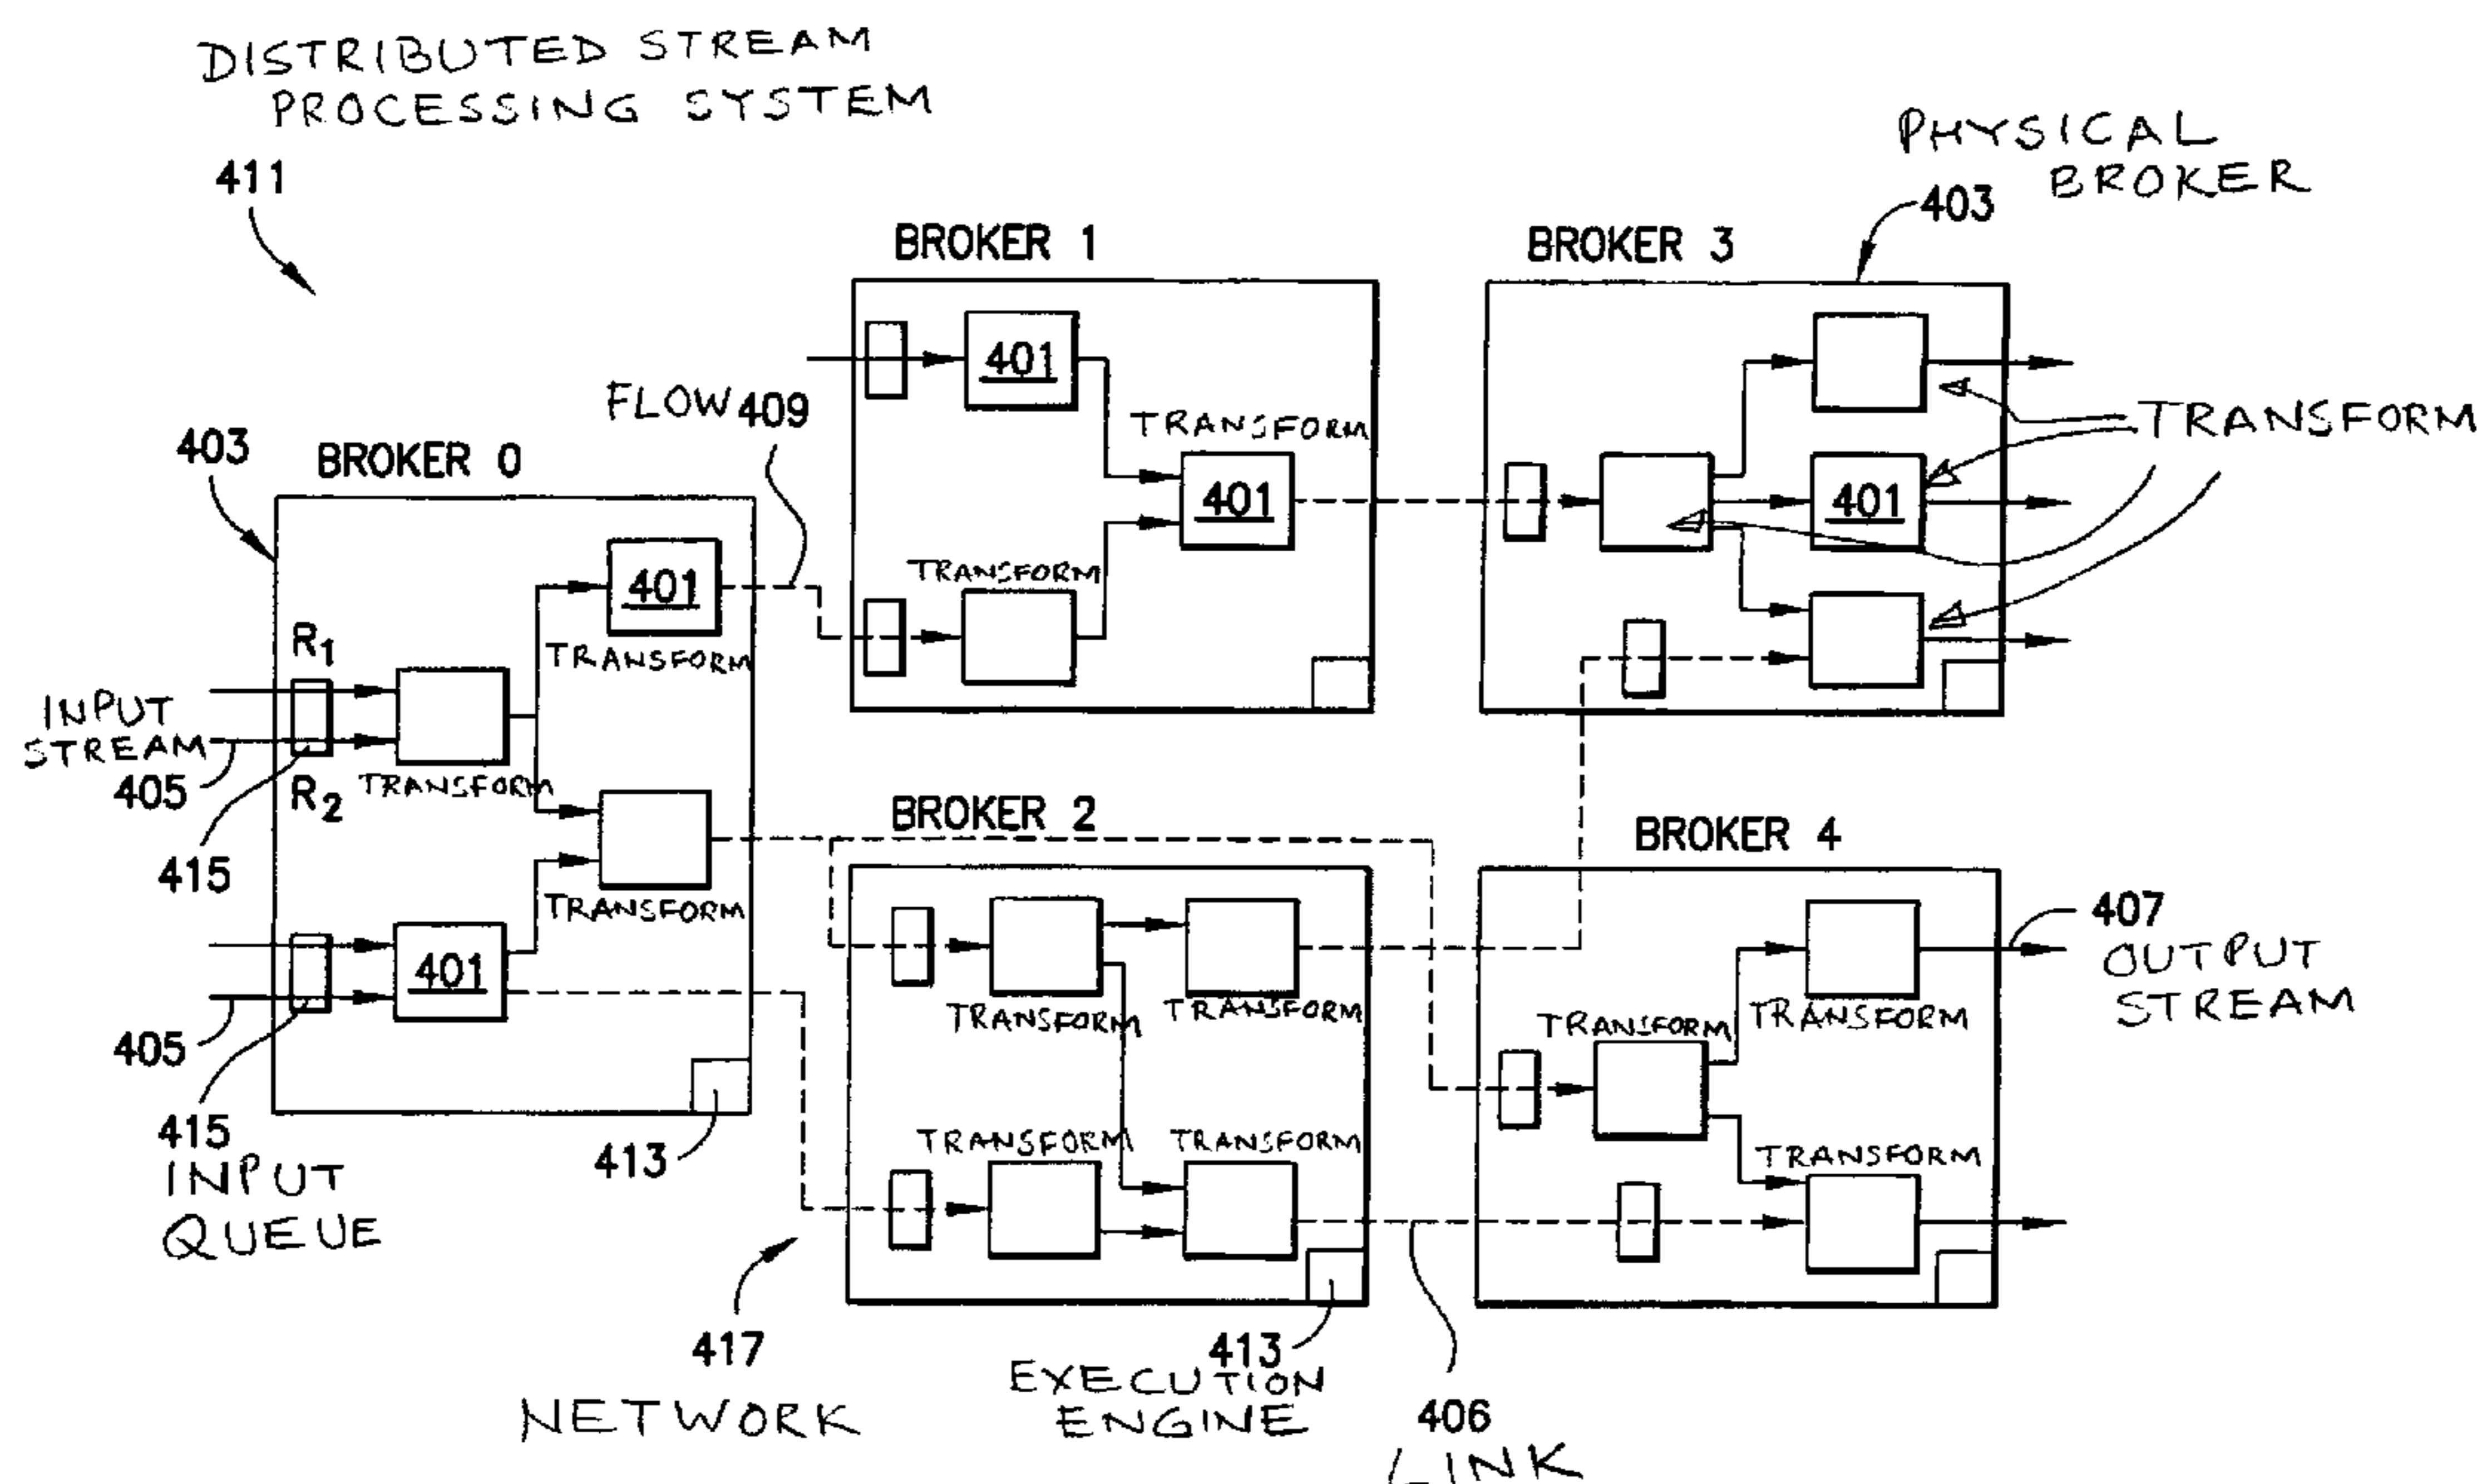 DISTRIBUTED STREAM
PROCESSING SYSTEM
411
PHYSICAL
BROKER
403
BROKER 1
BROKER 3
401
FLOW 409
TRANSFORM
TRANSFORM
403
BROKER 0
401
401
401
TRANSFORM
R1
TRANSFORM
INPUT
STREAM
405
R2
TRANSFORM
415
BROKER 2
BROKER 4
TRANSFORM
401
407
OUTPUT
STREAM
TRANSFORM
TRANSFORM
TRANSFORM
TRANSFORM
405
415
INPUT
QUEUE
413
TRANSFORM
TRANSFORM
TRANSFORM
417
NETWORK
413
EXECUTION
ENGINE
406
LINK